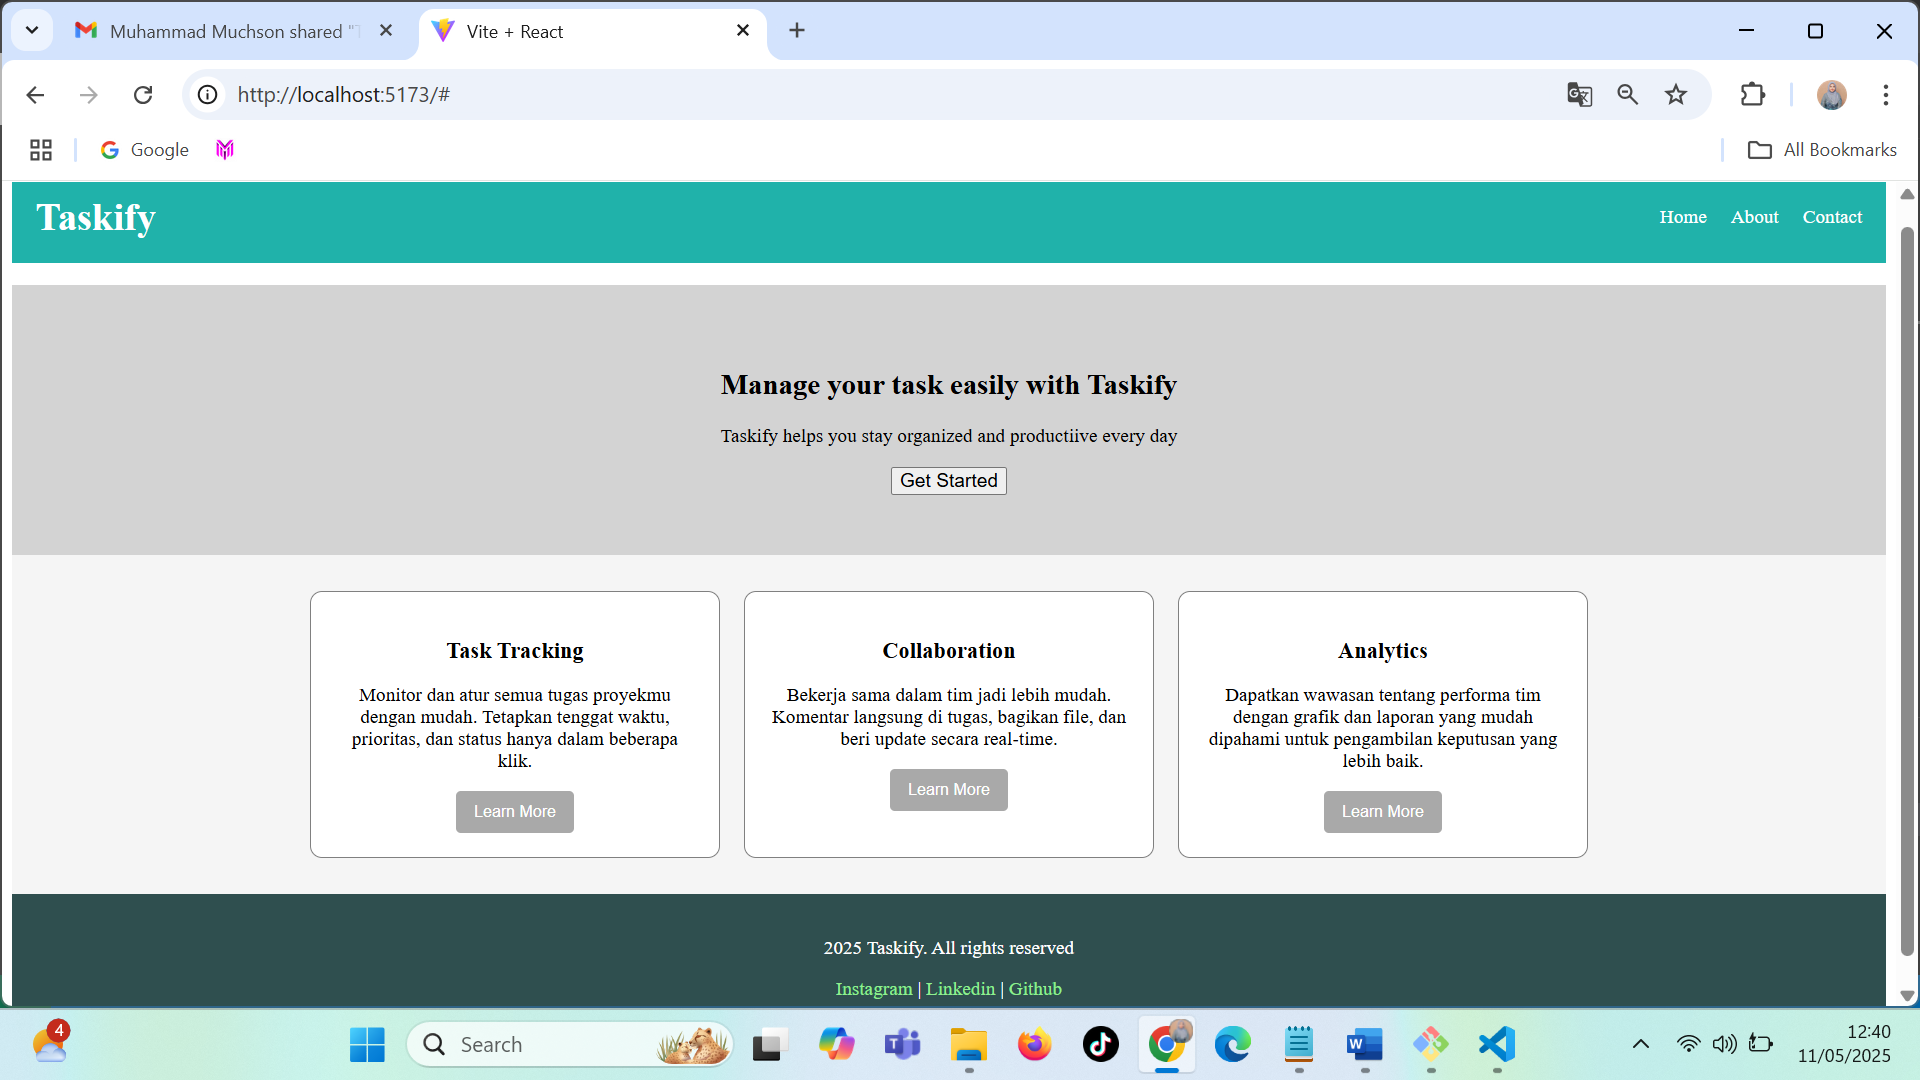 Muhammad Muchson shared "
Vite + React
http://localhost:5173/#
Google
All Bookmarks
Taskify
Home About Contact
Manage your task easily with Taskify
Taskify helps you stay organized and productiive every day
Get Started
Task Tracking
Monitor dan atur semua tugas proyekmu
dengan mudah. Tetapkan tenggat waktu,
prioritas, dan status hanya dalam beberapa
klik.
Learn More
Collaboration
Bekerja sama dalam tim jadi lebih mudah.
Komentar langsung di tugas, bagikan file, dan
beri update secara real-time.
Learn More
Analytics
Dapatkan wawasan tentang performa tim
dengan grafik dan laporan yang mudah
dipahami untuk pengambilan keputusan yang
lebih baik.
Learn More
2025 Taskify. All rights reserved
Instagram | Linkedin | Github
4
Search
12:40
11/05/2025